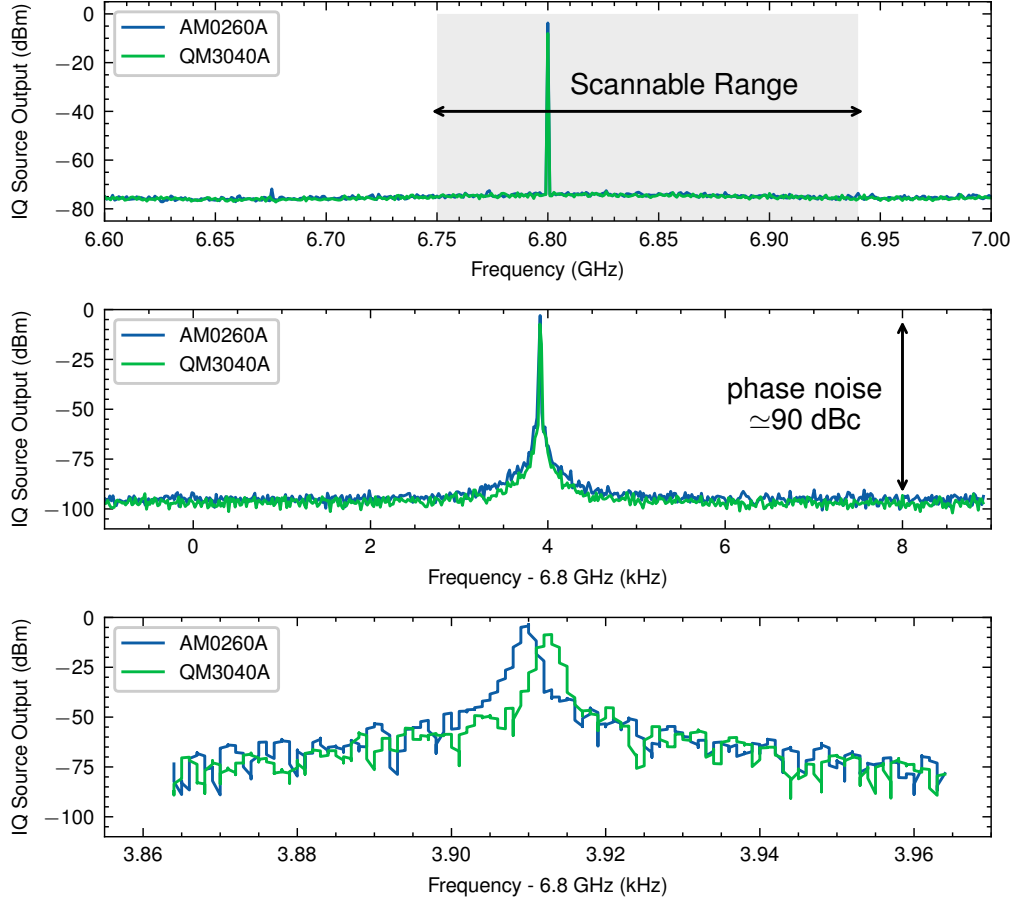 IQ Source Output (dBm)
0
−20
−40
−60
−80
AM0260A
QM3040A
Scannable Range
6.60 6.65 6.70 6.75 6.80 6.85 6.90 6.95 7.00
Frequency (GHz)
IQ Source Output (dBm)
0
−25
−50
−75
−100
AM0260A
QM3040A
phase noise
≃90 dBc
0 2 4 6 8
Frequency - 6.8 GHz (kHz)
IQ Source Output (dBm)
0
−25
−50
−75
−100
AM0260A
QM3040A
3.86 3.88 3.90 3.92 3.94 3.96
Frequency - 6.8 GHz (kHz)